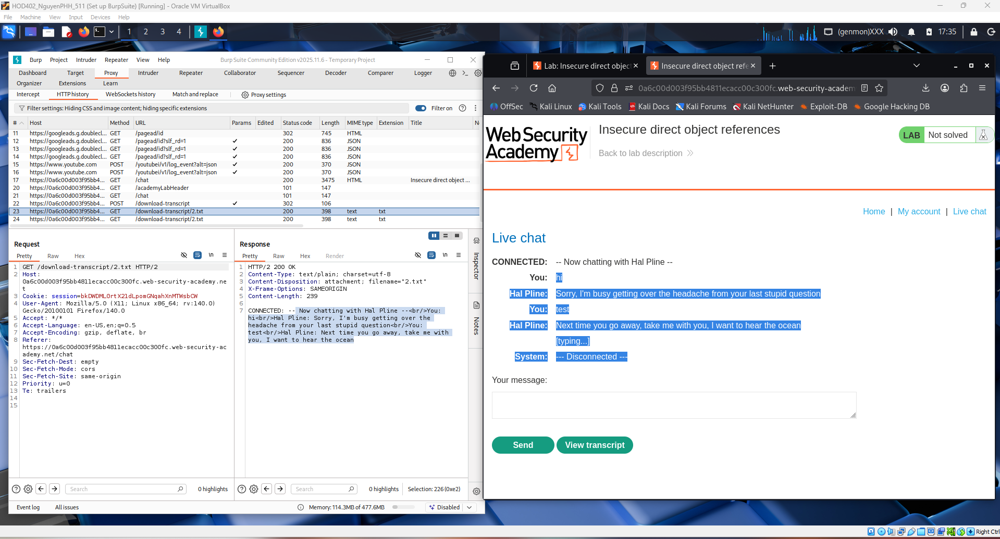 HOD402_NguyenPHH_511 (Set up BurpSuite) [Running] - Oracle VM VirtualBox
File Machine View Input Devices Help
1 2 3 4 (genmon)XXX 17:35
Burp Project Intruder Repeater View Help Burp Suite Community Edition v2025.11.6 - Temporary Project
Dashboard Target Proxy Intruder Repeater Collaborator Sequencer Decoder Comparer Logger
Organizer Extensions Learn
Intercept HTTP history WebSockets history Match and replace Proxy settings
Filter settings: Hiding CSS and image content; hiding specific extensions Filter on
# Host Method URL Params Edited Status code Length MIME type Extension Title
11 https://googleads.g.doublecl... GET /pagead/id 302 745 HTML
12 https://googleads.g.doublecl... GET /pagead/id?slf_rd=1 ✓ 200 836 JSON
13 https://googleads.g.doublecl... GET /pagead/id?slf_rd=1 ✓ 200 836 JSON
14 https://googleads.g.doublecl... GET /pagead/id?slf_rd=1 ✓ 200 836 JSON
15 https://www.youtube.com POST /youtubei/v1/log_event?alt=json ✓ 200 370 JSON
16 https://www.youtube.com POST /youtubei/v1/log_event?alt=json ✓ 200 370 JSON
17 https://0a6c00d003f95bb4... GET /chat 200 3475 HTML Insecure direct object ...
20 https://0a6c00d003f95bb4... GET /academyLabHeader 101 147
21 https://0a6c00d003f95bb4... GET /chat 101 147
22 https://0a6c00d003f95bb4... POST /download-transcript ✓ 302 106
23 https://0a6c00d003f95bb4... GET /download-transcript/2.txt 200 398 text txt
24 https://0a6c00d003f95bb4... GET /download-transcript/2.txt 200 398 text txt
Request
Pretty Raw Hex \n
1 GET /download-transcript/2.txt HTTP/2
2 Host:
0a6c00d003f95bb4811ecacc00c300fc.web-security-academy.ne
t
3 Cookie: session=bkDWDML0rtX21dLpomGNqahXnMTWsbCW
4 User-Agent: Mozilla/5.0 (X11; Linux x86_64; rv:140.0)
Gecko/20100101 Firefox/140.0
5 Accept: */*
6 Accept-Language: en-US,en;q=0.5
7 Accept-Encoding: gzip, deflate, br
8 Referer:
https://0a6c00d003f95bb4811ecacc00c300fc.web-security-ac
ademy.net/chat
9 Sec-Fetch-Dest: empty
10 Sec-Fetch-Mode: cors
11 Sec-Fetch-Site: same-origin
12 Priority: u=0
13 Te: trailers
14
15
Response
Pretty Raw Hex Render \n
1 HTTP/2 200 OK
2 Content-Type: text/plain; charset=utf-8
3 Content-Disposition: attachment; filename="2.txt"
4 X-Frame-Options: SAMEORIGIN
5 Content-Length: 239
6
7 CONNECTED: -- Now chatting with Hal Pline --<br/>You:
hi<br/>Hal Pline: Sorry, I'm busy getting over the
headache from your last stupid question<br/>You:
test<br/>Hal Pline: Next time you go away, take me with
you, I want to hear the ocean
Inspector
Notes
Search 0 highlights
Search 0 highlights Selection: 226 (0xe2)
Event log All issues Memory: 114.3MB of 477.6MB Disabled
Lab: Insecure direct objec Insecure direct object refe
0a6c00d003f95bb4811ecacc00c300fc.web-security-academ
OffSec Kali Linux Kali Tools Kali Docs Kali Forums Kali NetHunter Exploit-DB Google Hacking DB
Web Security
Academy
Insecure direct object references
Back to lab description
LAB Not solved
Home | My account | Live chat
Live chat
CONNECTED: -- Now chatting with Hal Pline --
You: hi
Hal Pline: Sorry, I'm busy getting over the headache from your last stupid question
You: test
Hal Pline: Next time you go away, take me with you, I want to hear the ocean
[typing...]
System: --- Disconnected ---
Your message:
Send View transcript
Right Ctrl